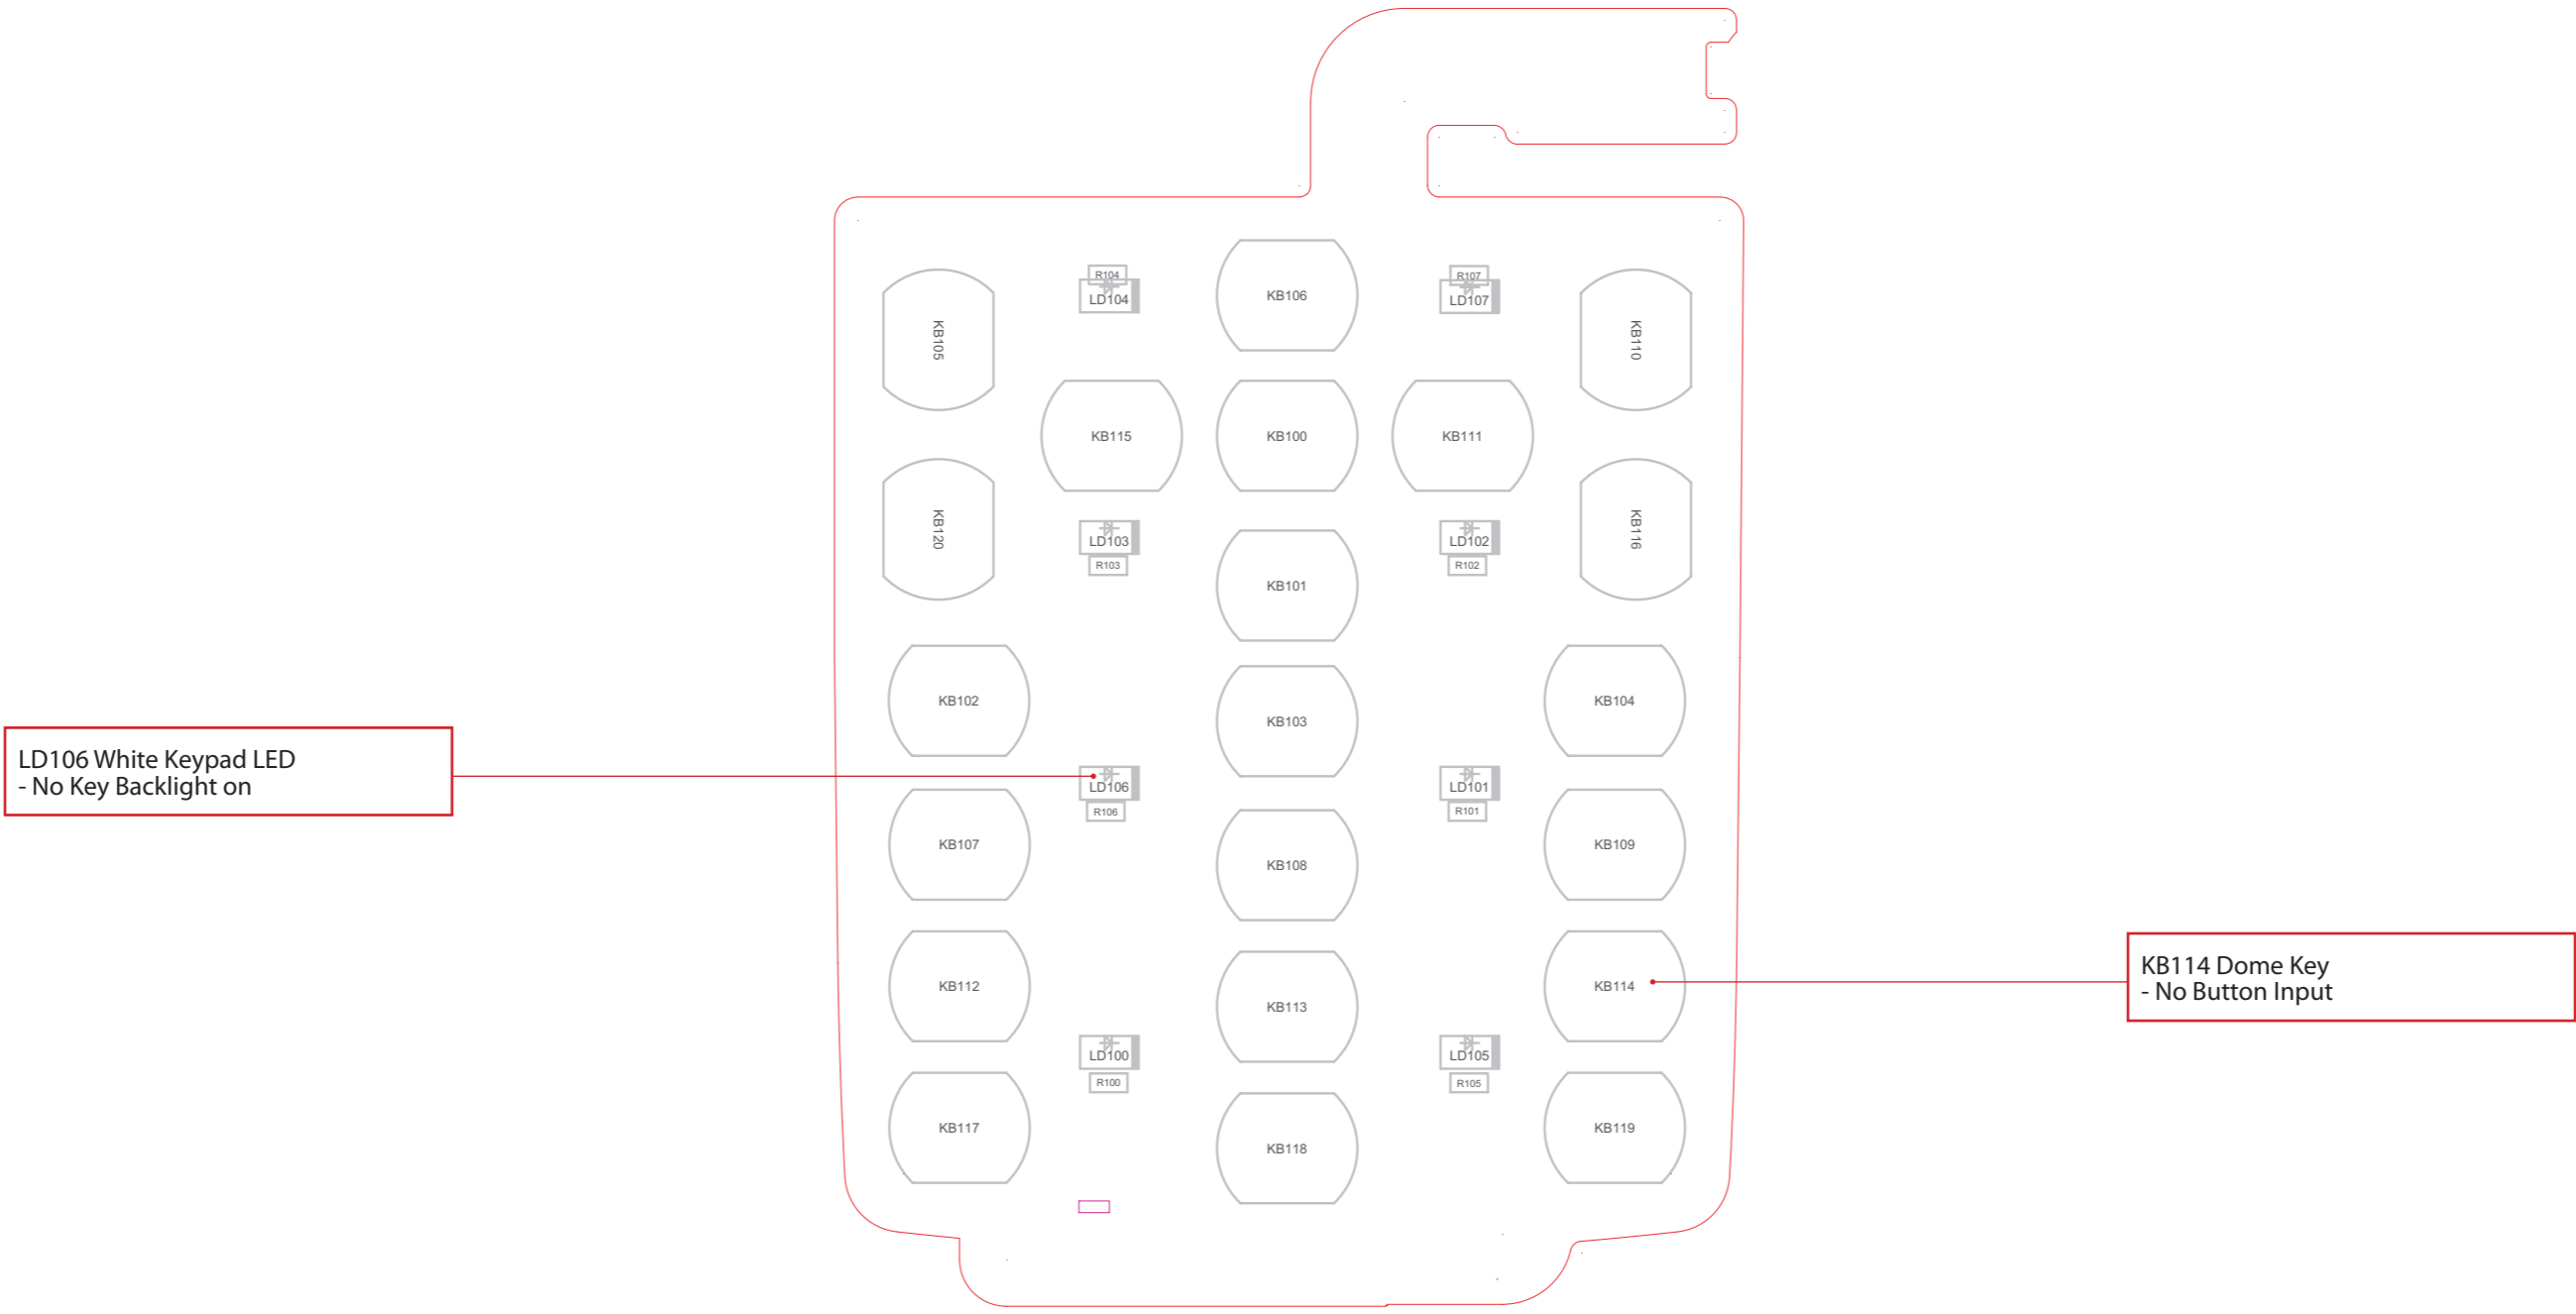 R104
LD104
KB106
R107
LD107
KB105
KB110
KB115
KB100
KB111
KB120
LD103
R103
LD102
R102
KB116
KB101
KB102
KB104
KB103
LD106 White Keypad LED
- No Key Backlight on
LD106
R106
LD101
R101
KB107
KB109
KB108
KB112
KB114
KB114 Dome Key
- No Button Input
KB113
LD100
R100
LD105
R105
KB117
KB119
KB118